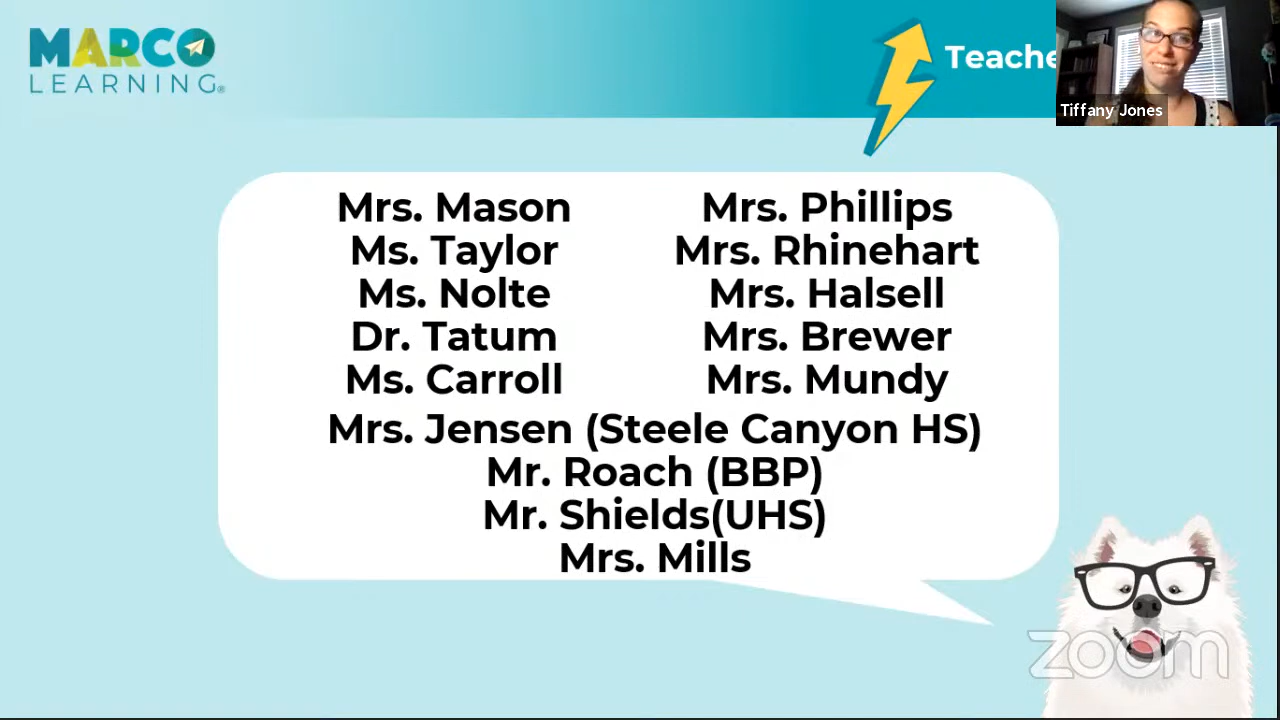 MARCO
LEARNING®
Teache
Tiffany Jones
Mrs. Mason
Ms. Taylor
Ms. Nolte
Dr. Tatum
Ms. Carroll
Mrs. Phillips
Mrs. Rhinehart
Mrs. Halsell
Mrs. Brewer
Mrs. Mundy
Mrs. Jensen (Steele Canyon HS)
Mr. Roach (BBP)
Mr. Shields(UHS)
Mrs. Mills
zoom